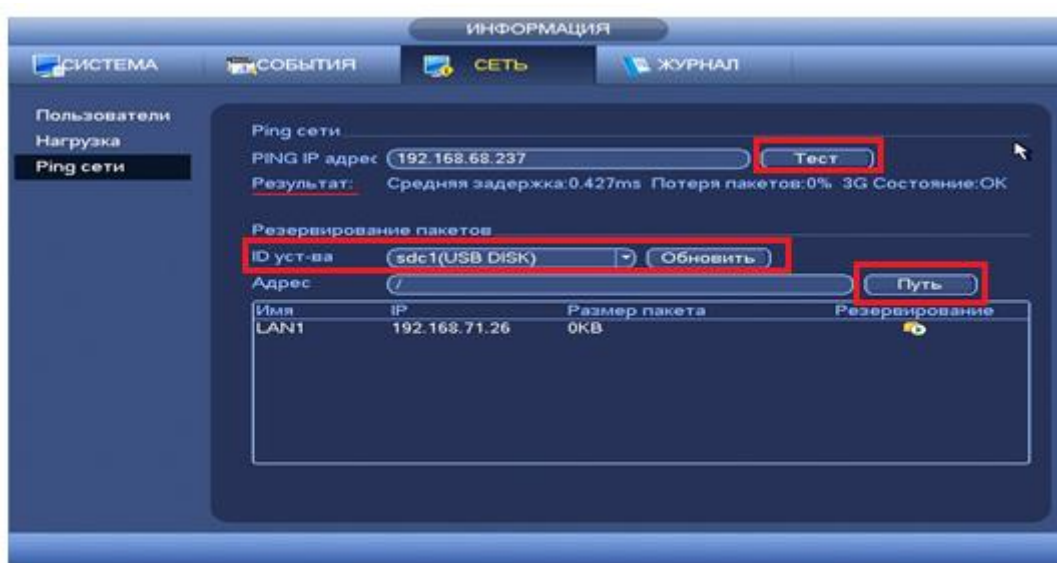 ИНФОРМАЦИЯ
СИСТЕМА СОБЫТИЯ СЕТЬ ЖУРНАЛ
Пользователи
Нагрузка
Ping сети
Ping сети
PING IP адрес 192.168.68.237 Тест
Результат: Средняя задержка:0.427ms Потеря пакетов:0% 3G Состояние:OK
Резервирование пакетов
ID уст-ва sdc1(USB DISK) Обновить
Адрес / Путь
Имя IP Размер пакета Резервирование
LAN1 192.168.71.26 0KB